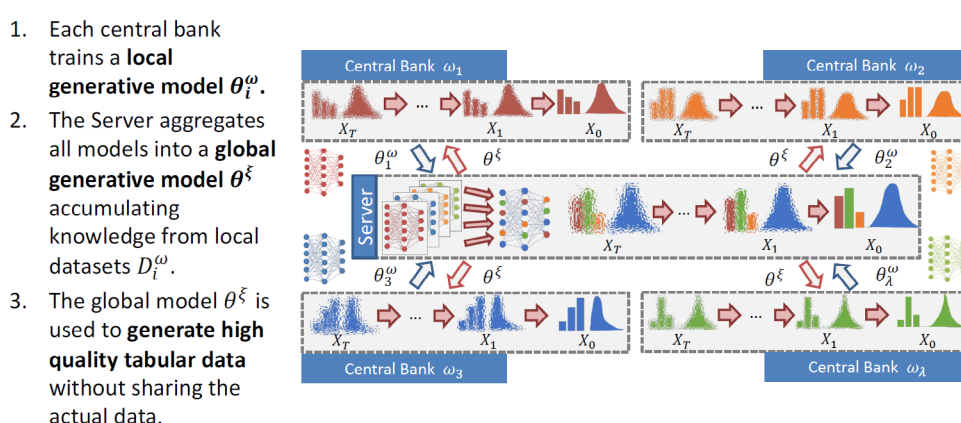 1. Each central bank
trains a local
generative model θᵢ^ω.
2. The Server aggregates
all models into a global
generative model θ^ξ
accumulating
knowledge from local
datasets Dᵢ^ω.
3. The global model θ^ξ is
used to generate high
quality tabular data
without sharing the
actual data.
Central Bank ω₁
X_T ... X₁ X₀
Central Bank ω₂
X_T ... X₁ X₀
θ₁^ω θ^ξ
θ^ξ θ₂^ω
Server
X_T ... X₁ X₀
θ₃^ω θ^ξ
θ^ξ θ_λ^ω
X_T ... X₁ X₀
Central Bank ω₃
X_T ... X₁ X₀
Central Bank ω_λ